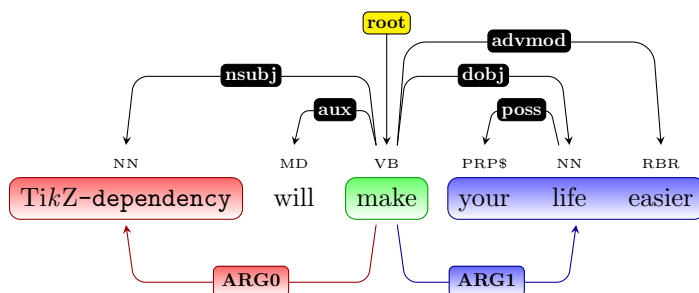 root
advmod
nsubj dobj
aux poss
NN MD VB PRP$ NN RBR
TikZ-dependency will make your life easier
ARG0 ARG1